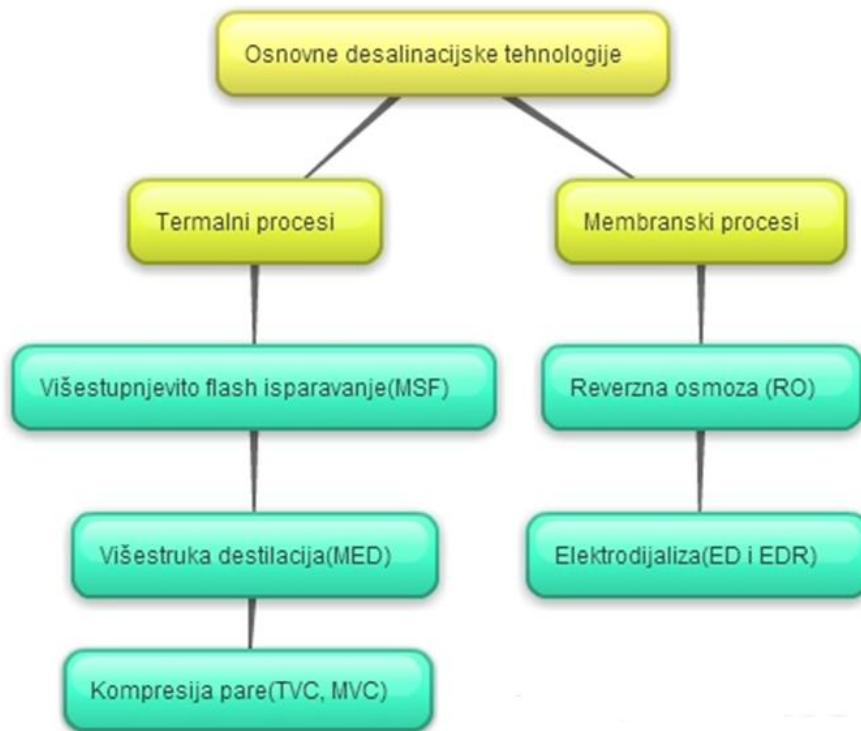 Osnovne desalinacijske tehnologije
Termalni procesi
Membranski procesi
Višestupnjevito flash isparavanje(MSF)
Reverzna osmoza (RO)
Višestruka destilacija(MED)
Elektrodijaliza(ED i EDR)
Kompresija pare(TVC, MVC)